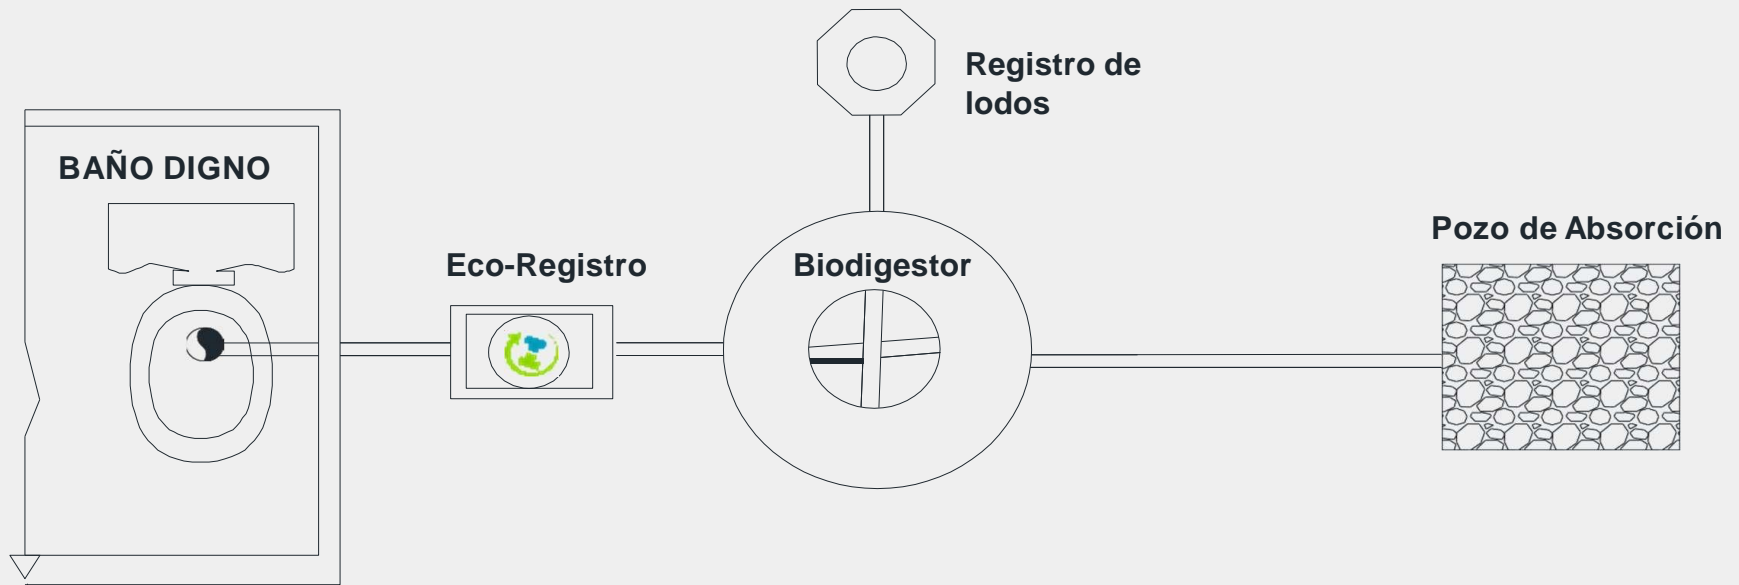 Registro de
lodos
BAÑO DIGNO
Pozo de Absorción
Eco-Registro
Biodigestor